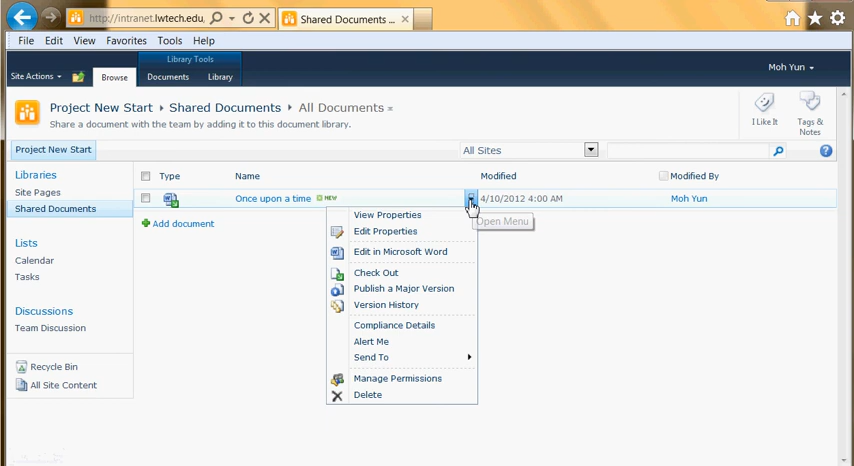 http://intranet.lwtech.edu,
Shared Documents ...
File Edit View Favorites Tools Help
Library Tools
Moh Yun
Site Actions
Browse
Documents
Library
Project New Start Shared Documents All Documents
Share a document with the team by adding it to this document library.
I Like It
Tags & Notes
Project New Start
All Sites
Libraries
Site Pages
Shared Documents
Lists
Calendar
Tasks
Discussions
Team Discussion
Recycle Bin
All Site Content
Type Name Modified Modified By
Once upon a time NEW 4/10/2012 4:00 AM Moh Yun
Add document
Open Menu
View Properties
Edit Properties
Edit in Microsoft Word
Check Out
Publish a Major Version
Version History
Compliance Details
Alert Me
Send To
Manage Permissions
Delete